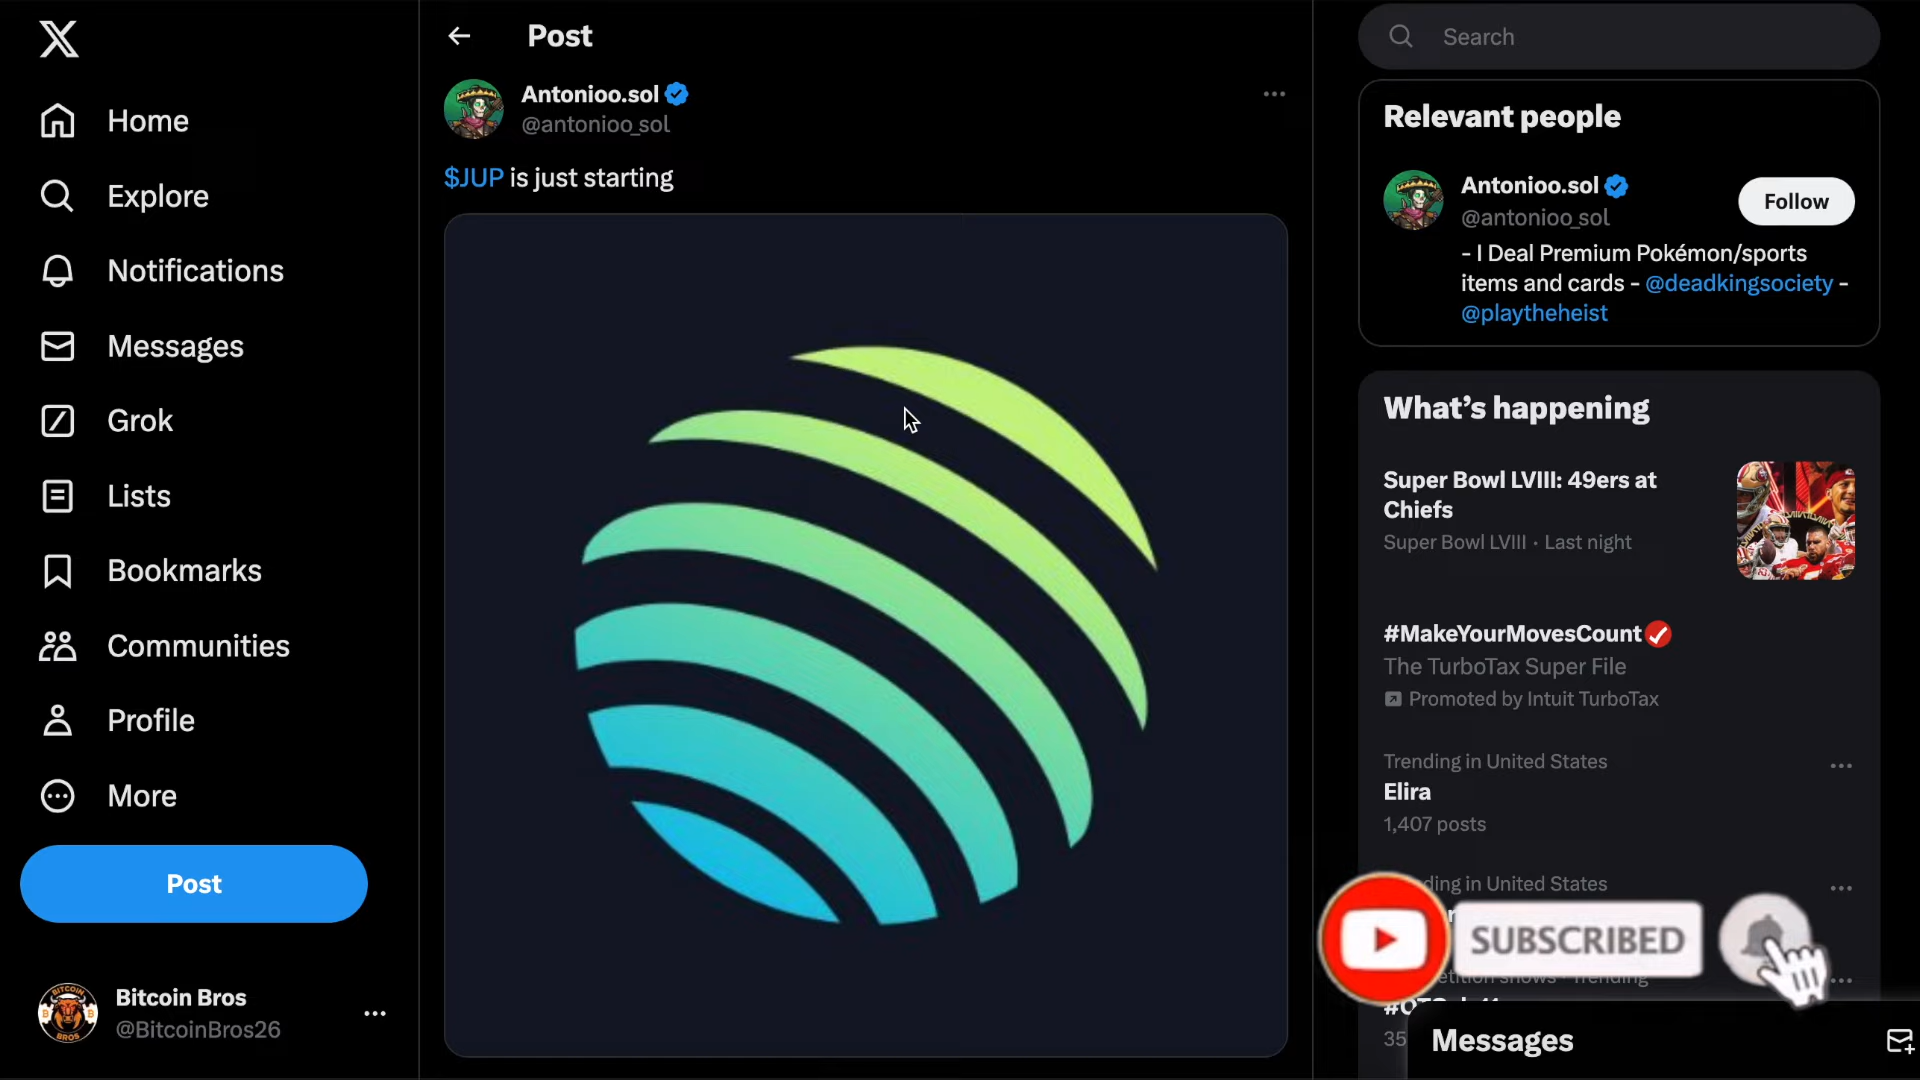 Home
Explore
Notifications
Messages
Grok
Lists
Bookmarks
Communities
Profile
More
Post
Bitcoin Bros
@BitcoinBros26
Post
Antonioo.sol
@antonioo_sol
$JUP is just starting
Search
Relevant people
Antonioo.sol
@antonioo_sol
Follow
- I Deal Premium Pokémon/sports
items and cards - @deadkingsociety -
@playtheheist
What's happening
Super Bowl LVIII: 49ers at
Chiefs
Super Bowl LVIII · Last night
#MakeYourMovesCount
The TurboTax Super File
Promoted by Intuit TurboTax
Trending in United States
Elira
1,407 posts
in United States
SUBSCRIBED
Trending
35
Messages